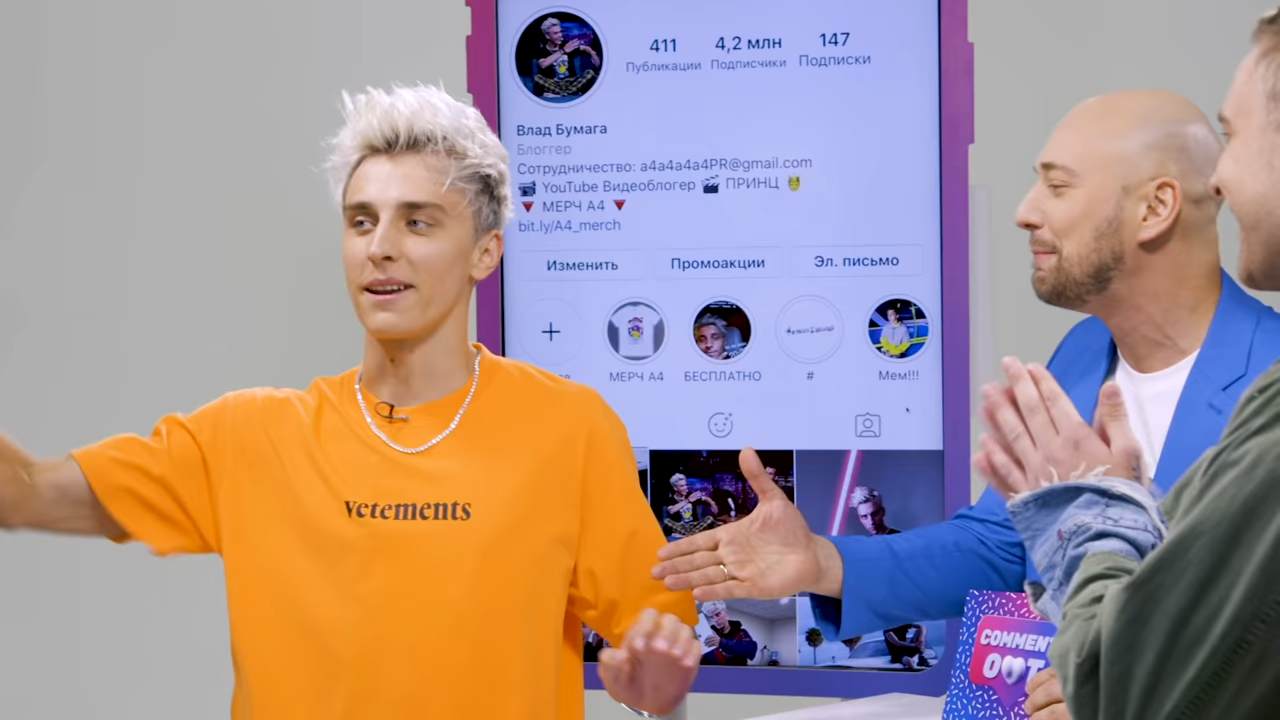 411 4,2 млн 147
Публикации Подписчики Подписки
Влад Бумага
Блоггер
Сотрудничество: a4a4a4a4PR@gmail.com
YouTube Видеоблогер ПРИНЦ
МЕРЧ А4
bit.ly/A4_merch
Изменить Промоакции Эл. письмо
МЕРЧ А4 БЕСПЛАТНО # Мем!!!
vetements
COMMENT
OUT